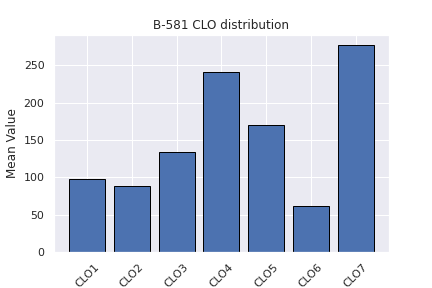 B-581 CLO distribution
Mean Value
250
200
150
100
50
0
CLO1
CLO2
CLO3
CLO4
CLO5
CLO6
CLO7